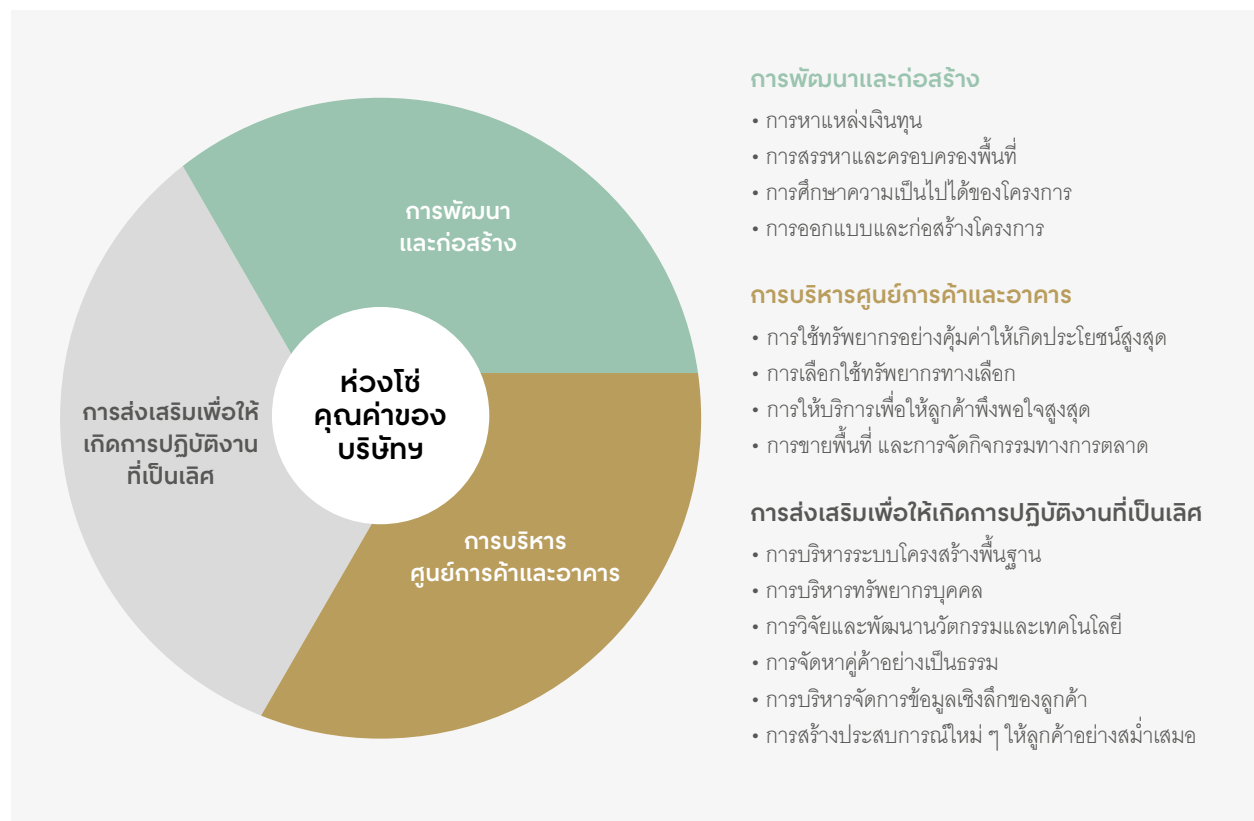 การพัฒนา
และก่อสร้าง
ห่วงโซ่
คุณค่าของ
บริษัทฯ
การส่งเสริมเพื่อให้
เกิดการปฏิบัติงาน
ที่เป็นเลิศ
การบริหาร
ศูนย์การค้าและอาคาร
การพัฒนาและก่อสร้าง
• การหาแหล่งเงินทุน
• การสรรหาและครอบครองพื้นที่
• การศึกษาความเป็นไปได้ของโครงการ
• การออกแบบและก่อสร้างโครงการ
การบริหารศูนย์การค้าและอาคาร
• การใช้ทรัพยากรอย่างคุ้มค่าให้เกิดประโยชน์สูงสุด
• การเลือกใช้ทรัพยากรทางเลือก
• การให้บริการเพื่อให้ลูกค้าพึงพอใจสูงสุด
• การขายพื้นที่ และการจัดกิจกรรมทางการตลาด
การส่งเสริมเพื่อให้เกิดการปฏิบัติงานที่เป็นเลิศ
• การบริหารระบบโครงสร้างพื้นฐาน
• การบริหารทรัพยากรบุคคล
• การวิจัยและพัฒนานวัตกรรมและเทคโนโลยี
• การจัดหาคู่ค้าอย่างเป็นธรรม
• การบริหารจัดการข้อมูลเชิงลึกของลูกค้า
• การสร้างประสบการณ์ใหม่ ๆ ให้ลูกค้าอย่างสม่ำเสมอ